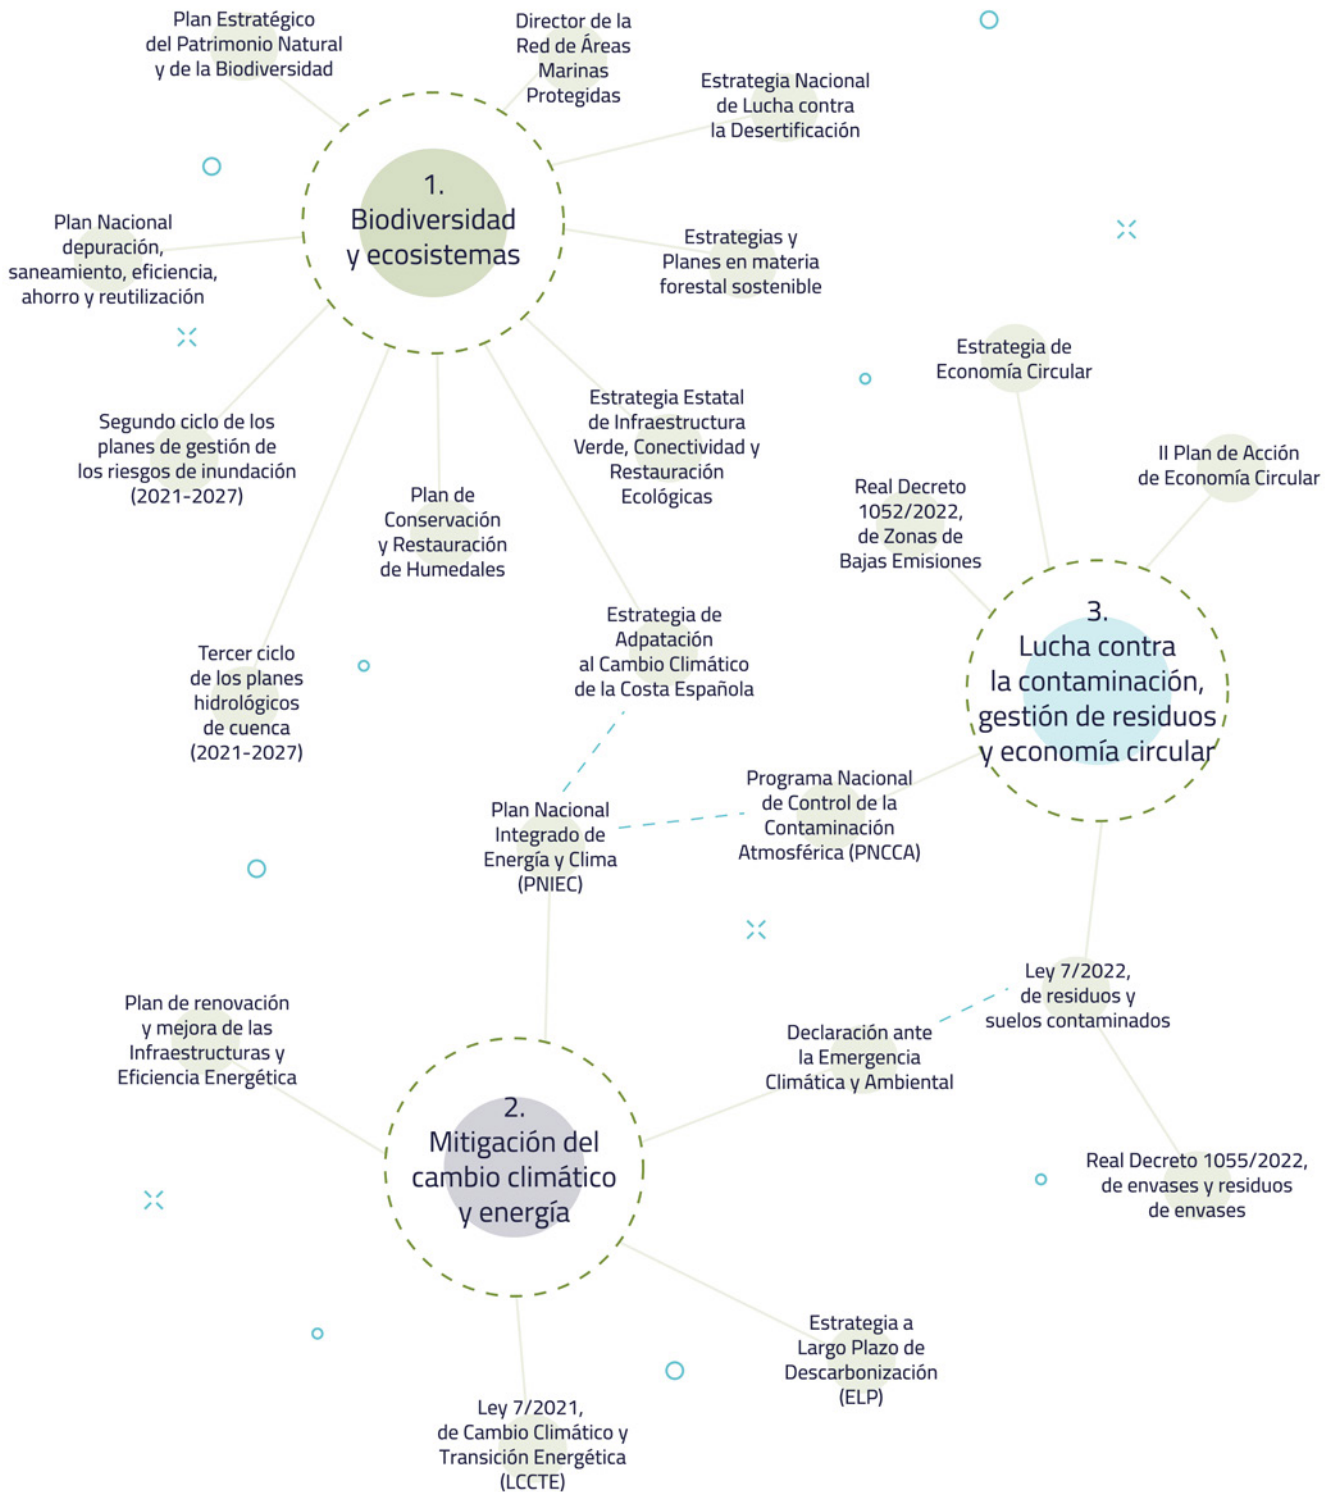 Plan Estratégico
del Patrimonio Natural
y de la Biodiversidad
Director de la
Red de Áreas
Marinas
Protegidas
Estrategia Nacional
de Lucha contra
la Desertificación
1.
Biodiversidad
y ecosistemas
Plan Nacional
depuración,
saneamiento, eficiencia,
ahorro y reutilización
Estrategias y
Planes en materia
forestal sostenible
Segundo ciclo de los
planes de gestión de
los riesgos de inundación
(2021-2027)
Plan de
Conservación
y Restauración
de Humedales
Estrategia Estatal
de Infraestructura
Verde, Conectividad y
Restauración
Ecológicas
Tercer ciclo
de los planes
hidrológicos
de cuenca
(2021-2027)
Estrategia de
Adpatación
al Cambio Climático
de la Costa Española
Estrategia de
Economía Circular
II Plan de Acción
de Economía Circular
Real Decreto
1052/2022,
de Zonas de
Bajas Emisiones
3.
Lucha contra
la contaminación,
gestión de residuos
y economía circular
Programa Nacional
de Control de la
Contaminación
Atmosférica (PNCCA)
Plan Nacional
Integrado de
Energía y Clima
(PNIEC)
Ley 7/2022,
de residuos y
suelos contaminados
Declaración ante
la Emergencia
Climática y Ambiental
Plan de renovación
y mejora de las
Infraestructuras y
Eficiencia Energética
2.
Mitigación del
cambio climático
y energía
Real Decreto 1055/2022,
de envases y residuos
de envases
Estrategia a
Largo Plazo de
Descarbonización
(ELP)
Ley 7/2021,
de Cambio Climático y
Transición Energética
(LCCTE)